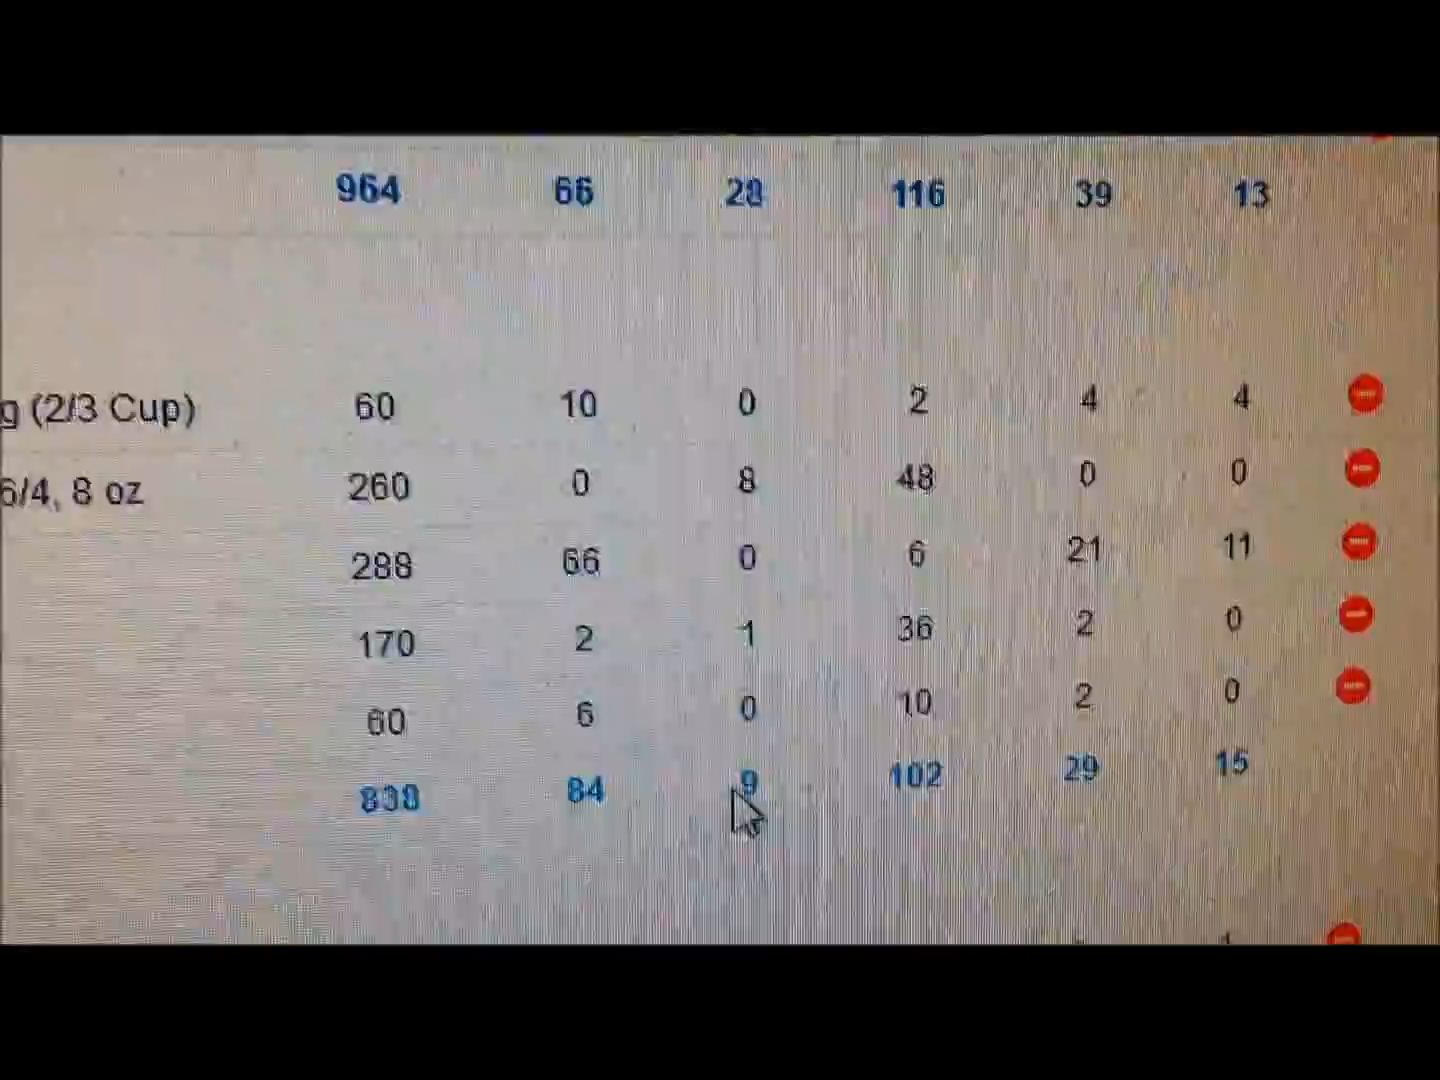 964 66 28 116 39 13
g (2/3 Cup) 60 10 0 2 4 4
6/4, 8 oz 260 0 8 48 0 0
288 66 0 6 21 11
170 2 1 36 2 0
60 6 0 10 2 0
838 84 9 102 29 15